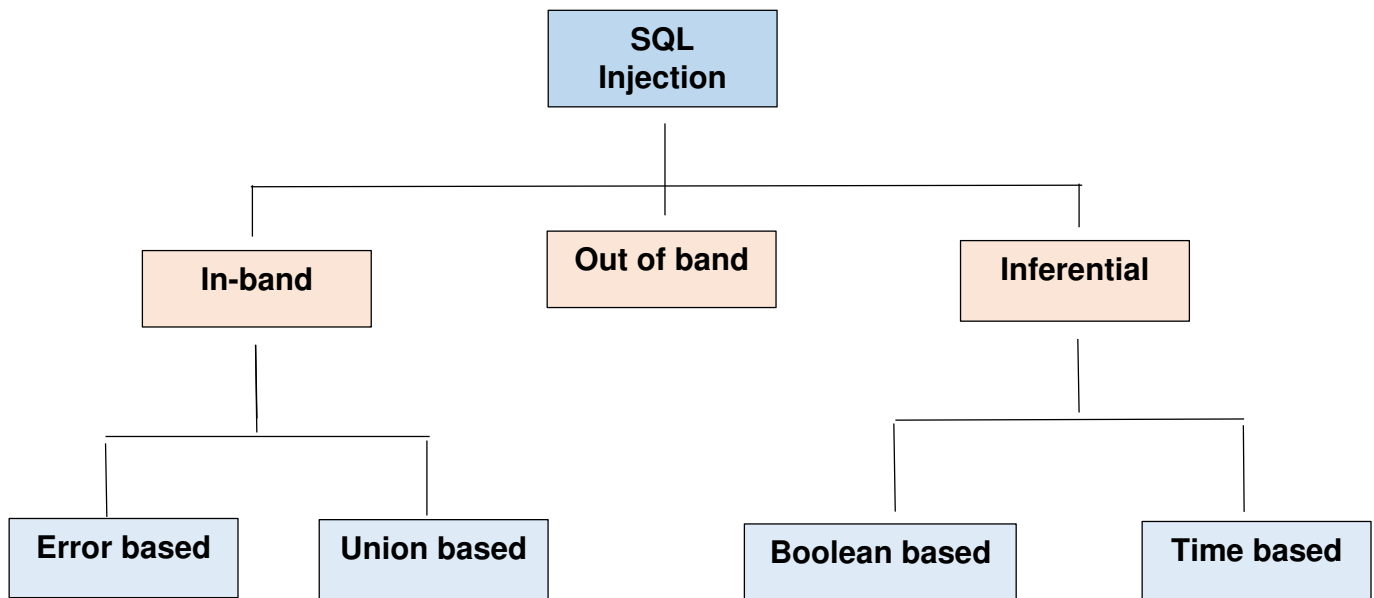 SQL
Injection
In-band
Out of band
Inferential
Error based
Union based
Boolean based
Time based